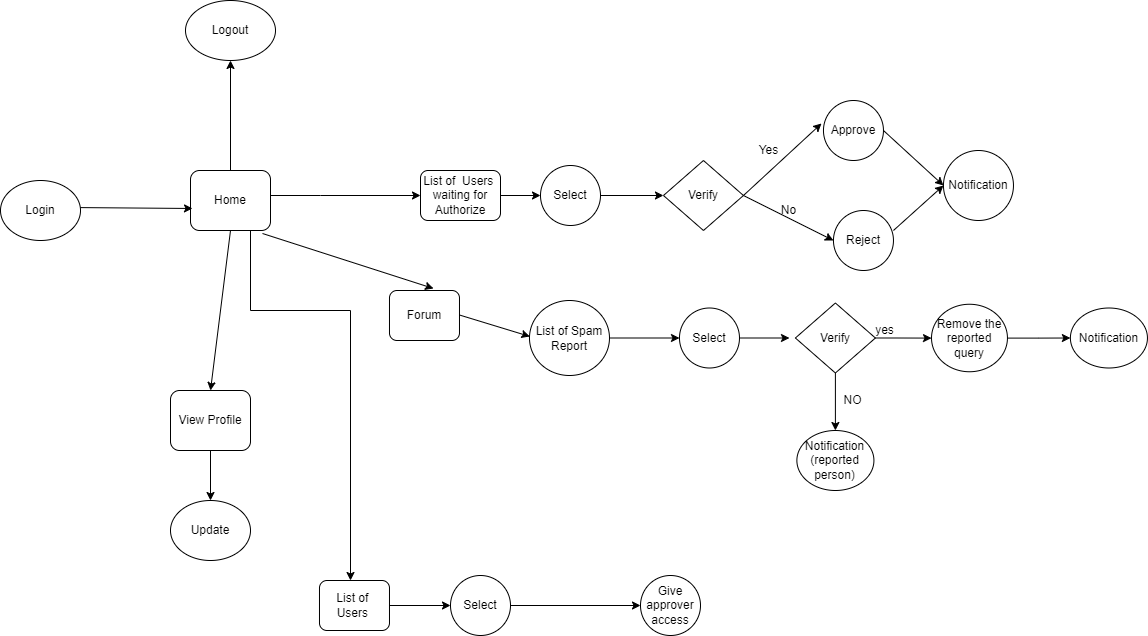 Logout
Login
Home
List of Users
waiting for
Authorize
Select
Verify
Yes
No
Approve
Reject
Notification
Forum
List of Spam
Report
Select
Verify
yes
Remove the
reported
query
Notification
NO
Notification
(reported
person)
View Profile
Update
List of
Users
Select
Give
approver
access